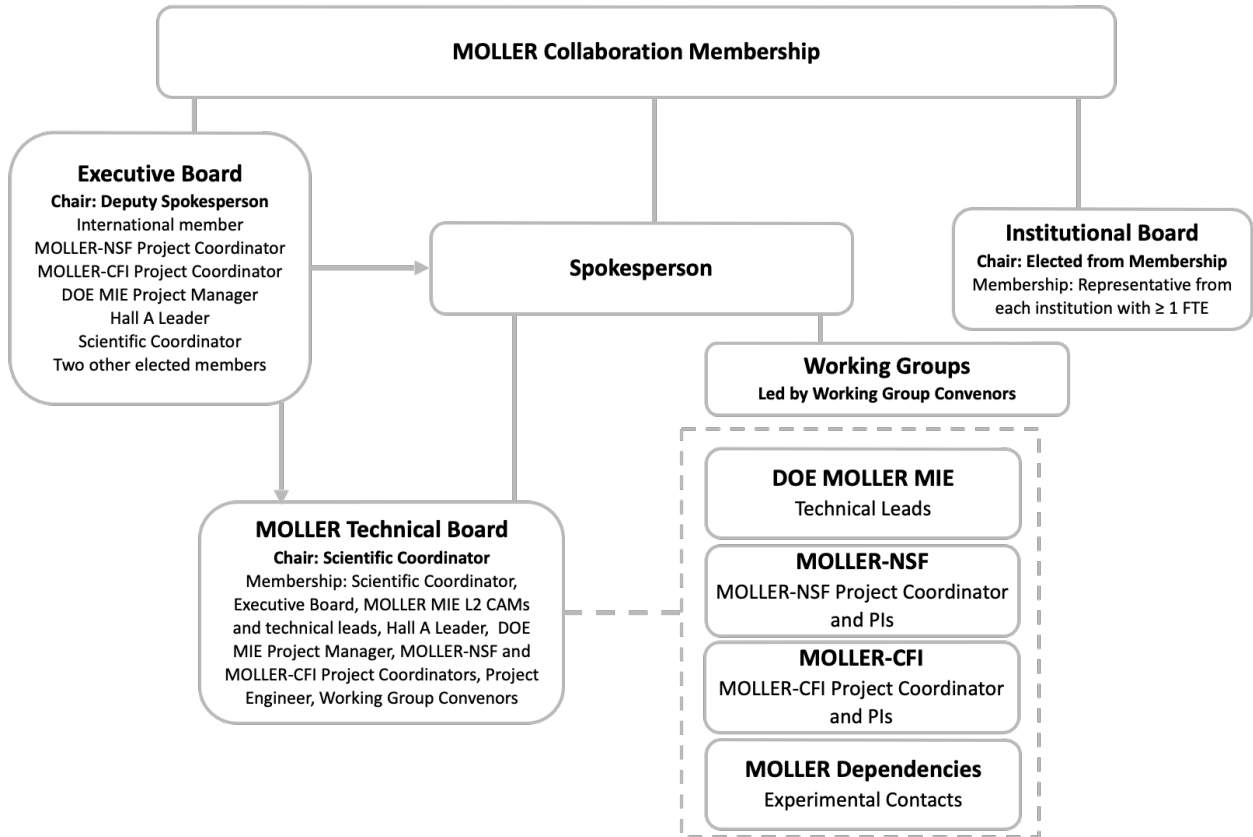 MOLLER Collaboration Membership
Executive Board
Chair: Deputy Spokesperson
International member
MOLLER-NSF Project Coordinator
MOLLER-CFI Project Coordinator
DOE MIE Project Manager
Hall A Leader
Scientific Coordinator
Two other elected members
Spokesperson
Institutional Board
Chair: Elected from Membership
Membership: Representative from
each institution with ≥ 1 FTE
Working Groups
Led by Working Group Convenors
MOLLER Technical Board
Chair: Scientific Coordinator
Membership: Scientific Coordinator,
Executive Board, MOLLER MIE L2 CAMs
and technical leads, Hall A Leader, DOE
MIE Project Manager, MOLLER-NSF and
MOLLER-CFI Project Coordinators, Project
Engineer, Working Group Convenors
DOE MOLLER MIE
Technical Leads
MOLLER-NSF
MOLLER-NSF Project Coordinator
and PIs
MOLLER-CFI
MOLLER-CFI Project Coordinator
and PIs
MOLLER Dependencies
Experimental Contacts